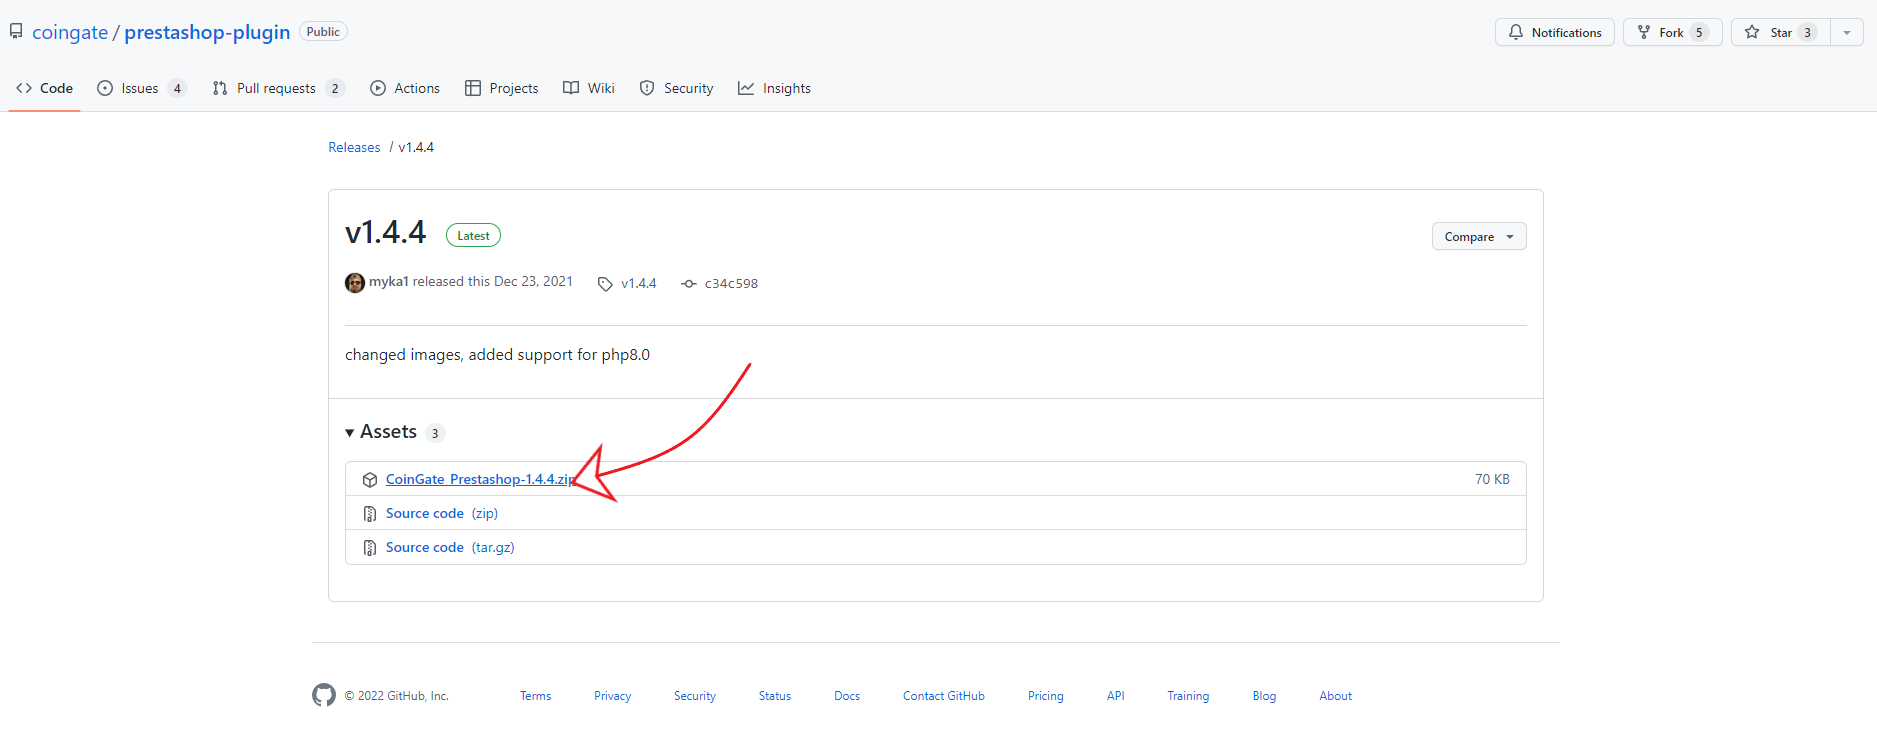 coingate / prestashop-plugin Public
Notifications Fork 5 Star 3
Code Issues 4 Pull requests 2 Actions Projects Wiki Security Insights
Releases / v1.4.4
v1.4.4 Latest
Compare
myka1 released this Dec 23, 2021 v1.4.4 c34c598
changed images, added support for php8.0
Assets 3
CoinGate_Prestashop-1.4.4.zip 70 KB
Source code (zip)
Source code (tar.gz)
© 2022 GitHub, Inc. Terms Privacy Security Status Docs Contact GitHub Pricing API Training Blog About